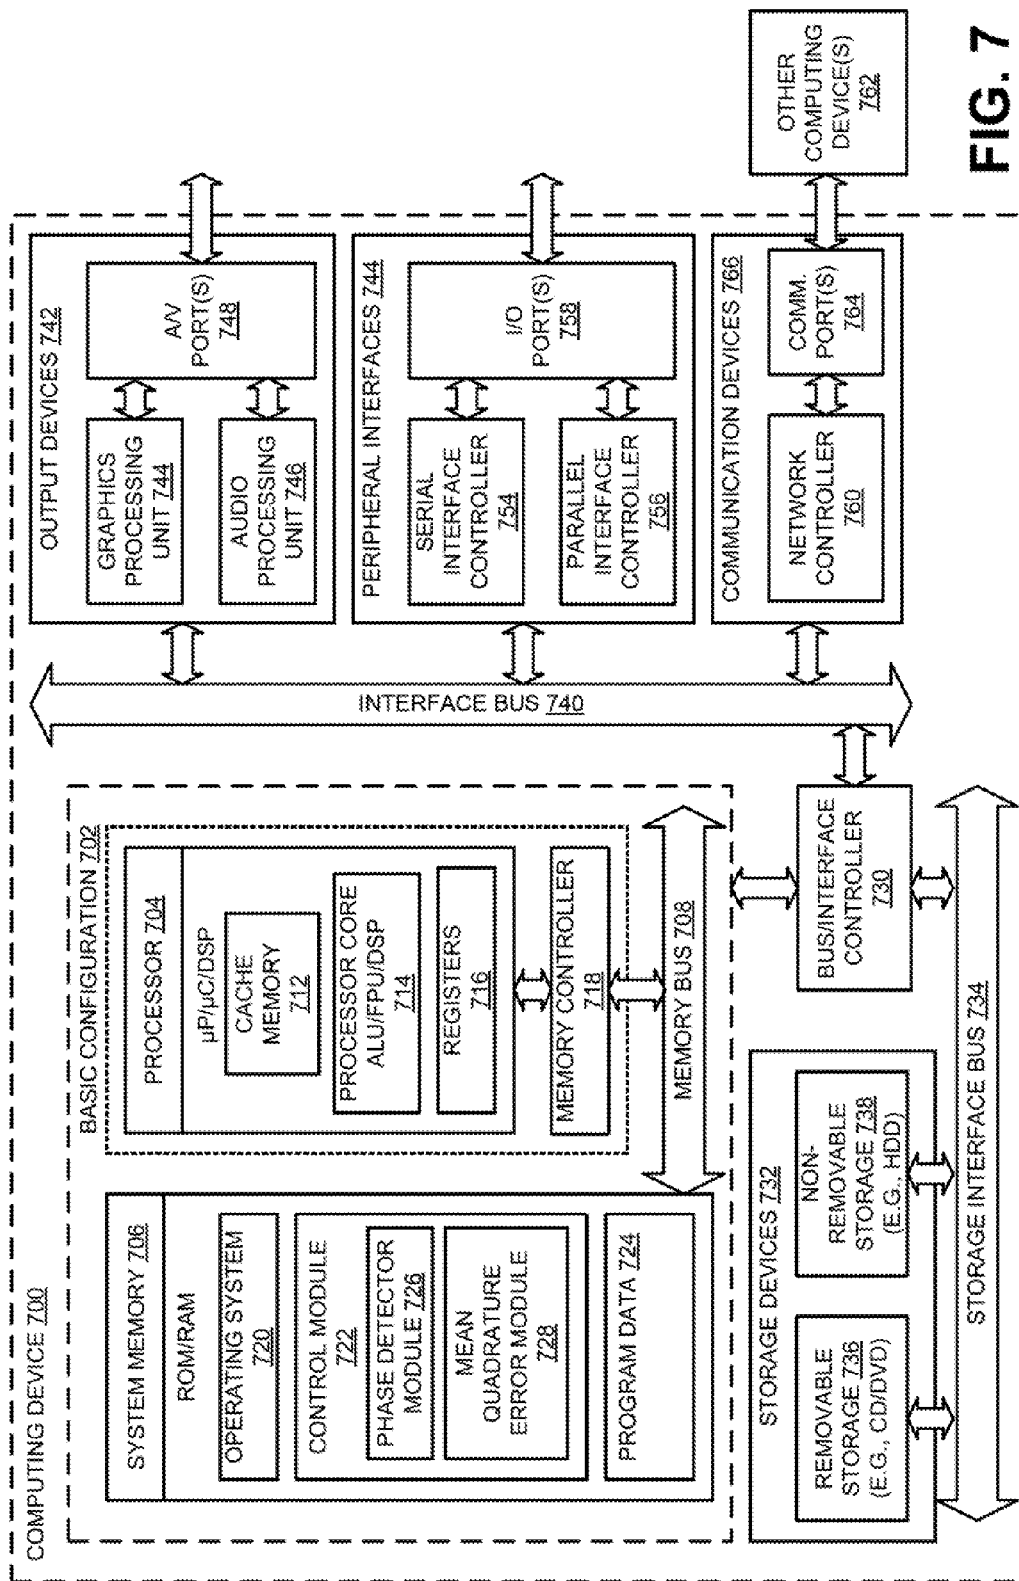 COMPUTING DEVICE 700
BASIC CONFIGURATION 702
SYSTEM MEMORY 706
ROM/RAM
OPERATING SYSTEM
720
CONTROL MODULE
722
PHASE DETECTOR
MODULE 726
MEAN
QUADRATURE
ERROR MODULE
728
PROGRAM DATA 724
PROCESSOR 704
µP/µC/DSP
CACHE
MEMORY
712
PROCESSOR CORE
ALU/FPU/DSP
714
REGISTERS
716
MEMORY CONTROLLER
718
MEMORY BUS 708
BUS/INTERFACE
CONTROLLER
730
STORAGE DEVICES 732
REMOVABLE
STORAGE 736
(E.G., CD/DVD)
NON-
REMOVABLE
STORAGE 738
(E.G., HDD)
STORAGE INTERFACE BUS 734
INTERFACE BUS 740
OUTPUT DEVICES 742
GRAPHICS
PROCESSING
UNIT 744
AUDIO
PROCESSING
UNIT 746
A/V
PORT(S)
748
PERIPHERAL INTERFACES 744
SERIAL
INTERFACE
CONTROLLER
754
PARALLEL
INTERFACE
CONTROLLER
756
I/O
PORT(S)
758
COMMUNICATION DEVICES 766
NETWORK
CONTROLLER
760
COMM.
PORT(S)
764
OTHER
COMPUTING
DEVICE(S)
762
FIG. 7